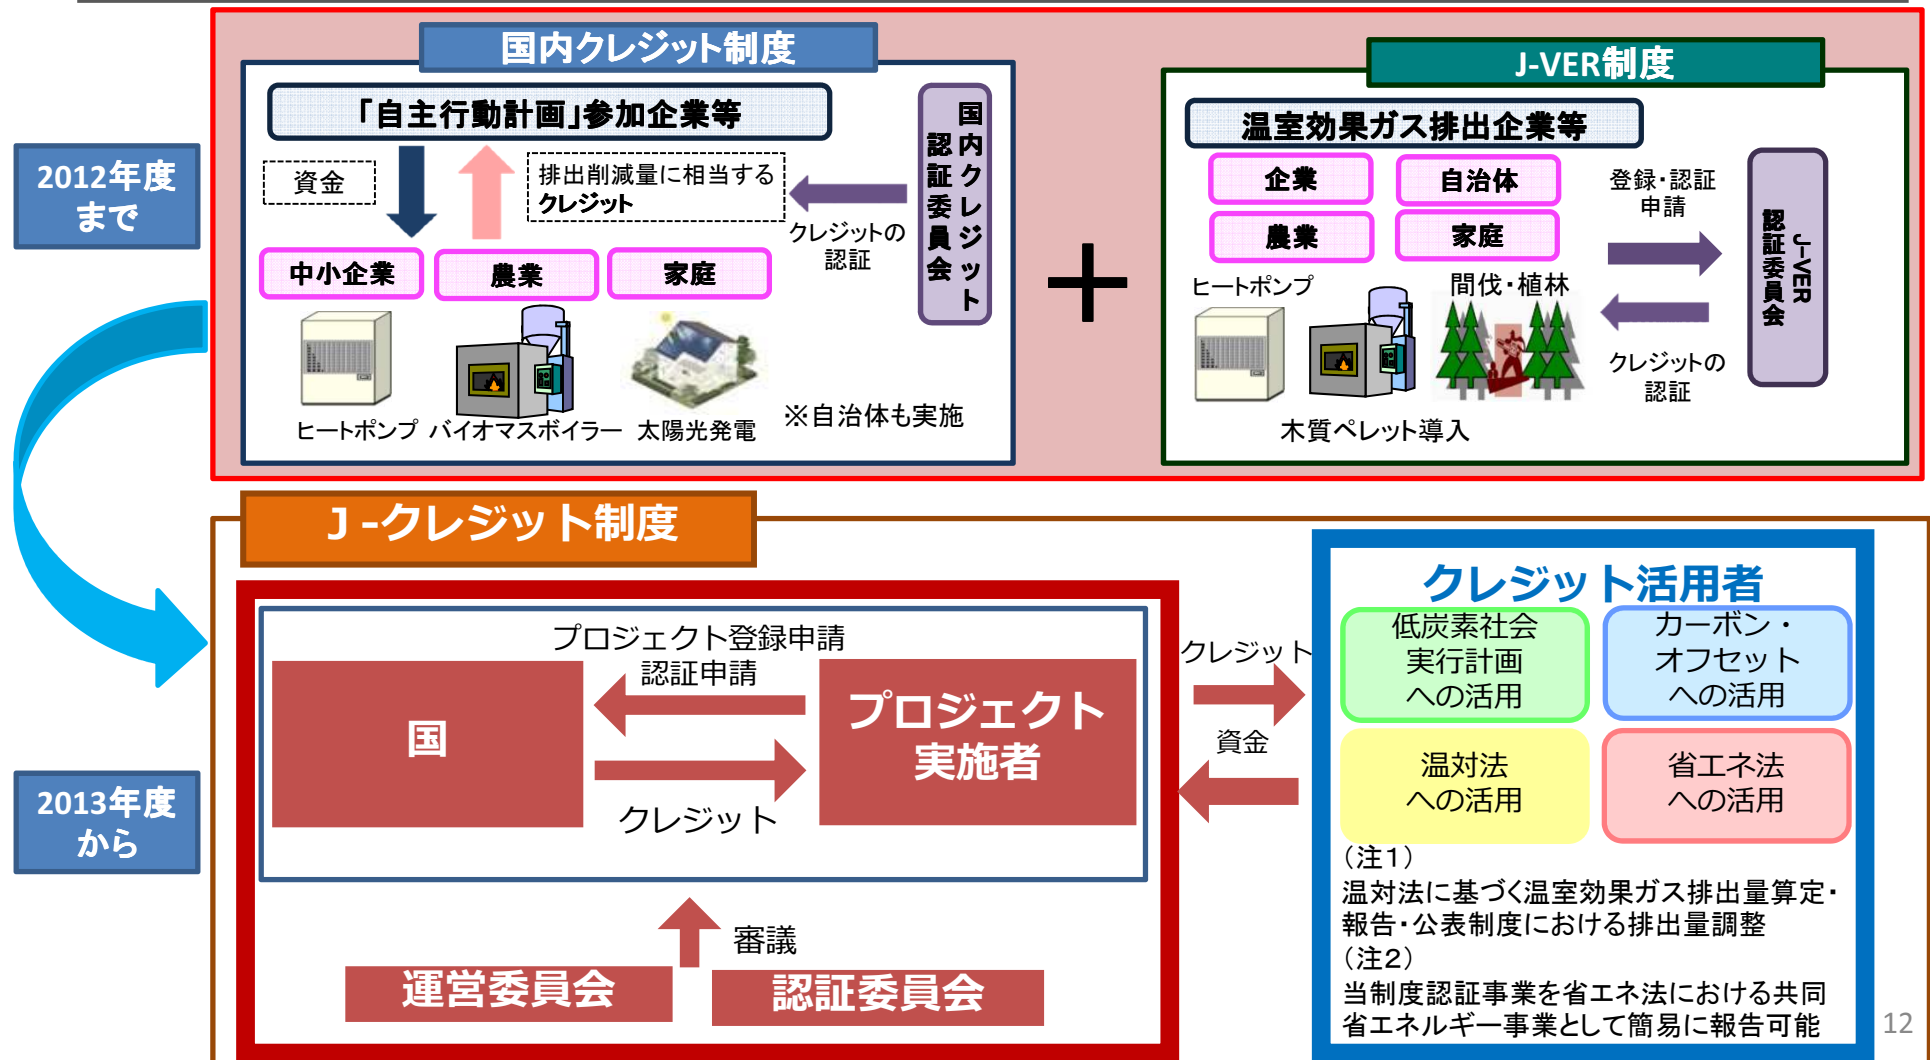 国内クレジット制度
「自主行動計画」参加企業等
資金
排出削減量に相当する
クレジット
国内クレジット
認証委員会
クレジットの
認証
中小企業
農業
家庭
ヒートポンプ
バイオマスボイラー
太陽光発電
※自治体も実施
2012年度
まで
＋
J-VER制度
温室効果ガス排出企業等
企業
自治体
農業
家庭
登録・認証
申請
J-VER
認証委員会
ヒートポンプ
間伐・植林
クレジットの
認証
木質ペレット導入
J-クレジット制度
2013年度
から
プロジェクト登録申請
認証申請
国
プロジェクト
実施者
クレジット
審議
運営委員会
認証委員会
クレジット
資金
クレジット活用者
低炭素社会
実行計画
への活用
カーボン・
オフセット
への活用
温対法
への活用
省エネ法
への活用
（注1）
温対法に基づく温室効果ガス排出量算定・
報告・公表制度における排出量調整
（注2）
当制度認証事業を省エネ法における共同
省エネルギー事業として簡易に報告可能
12